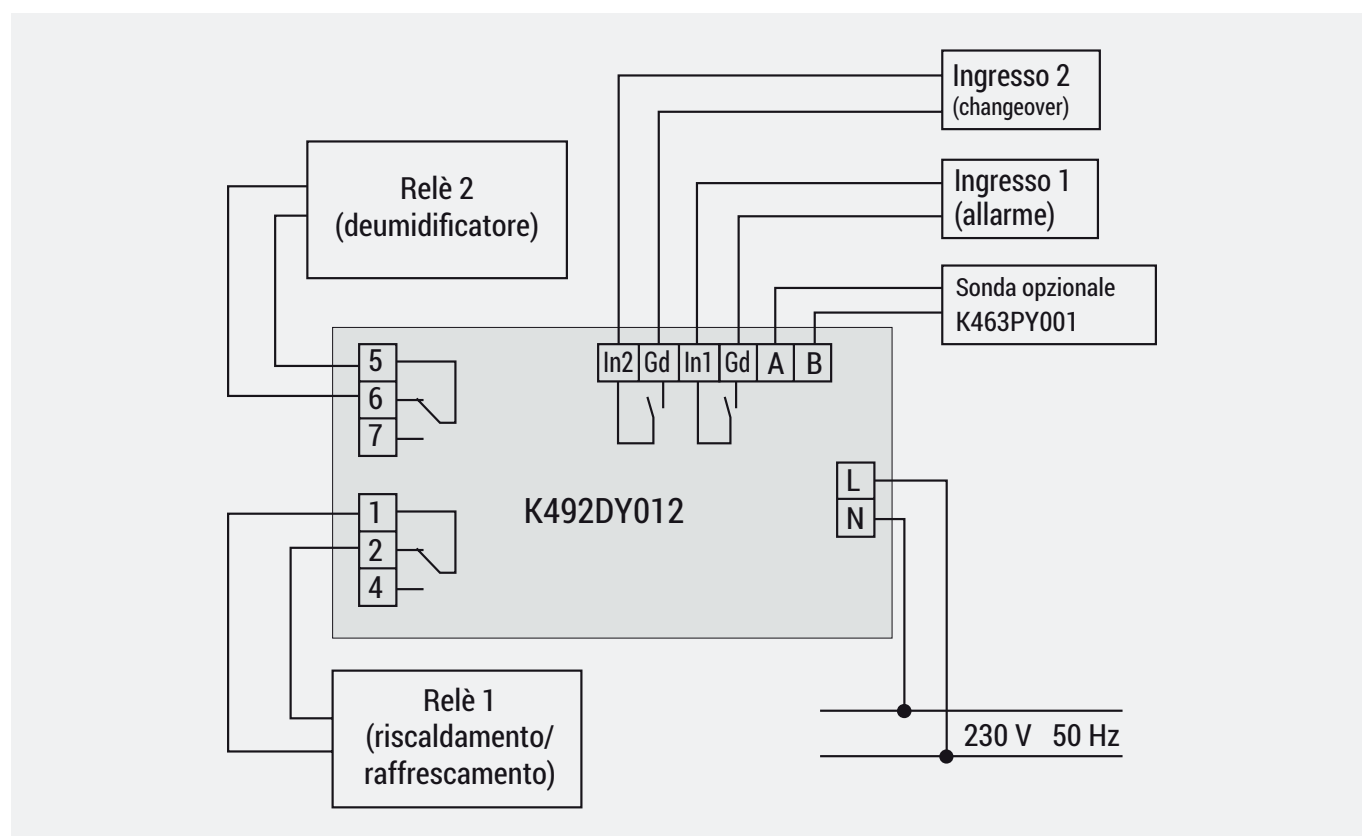 Ingresso 2
(changeover)
Relè 2
(deumidificatore)
Ingresso 1
(allarme)
Sonda opzionale
K463PY001
In2 Gd In1 Gd A B
5
6
7
L
N
1
2
4
K492DY012
Relè 1
(riscaldamento/
raffrescamento)
230 V 50 Hz